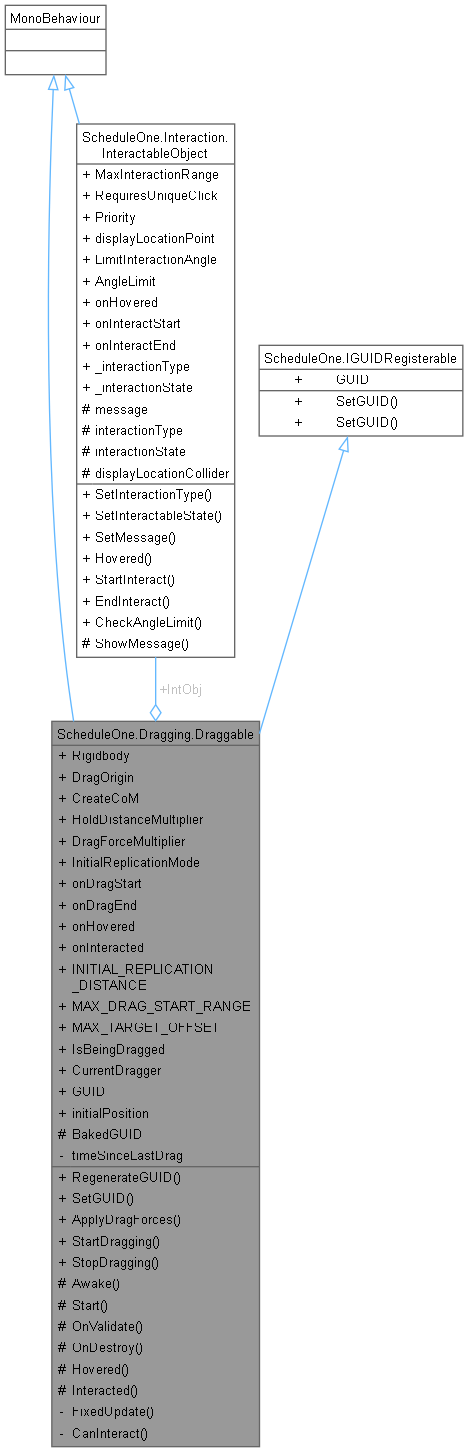 MonoBehaviour
ScheduleOne.Interaction.
InteractableObject
+ MaxInteractionRange
+ RequiresUniqueClick
+ Priority
+ displayLocationPoint
+ LimitInteractionAngle
+ AngleLimit
+ onHovered
+ onInteractStart
+ onInteractEnd
+ _interactionType
+ _interactionState
# message
# interactionType
# interactionState
# displayLocationCollider
+ SetInteractionType()
+ SetInteractableState()
+ SetMessage()
+ Hovered()
+ StartInteract()
+ EndInteract()
+ CheckAngleLimit()
# ShowMessage()
ScheduleOne.IGUIDRegisterable
+ GUID
+ SetGUID()
+ SetGUID()
+IntObj
ScheduleOne.Dragging.Draggable
+ Rigidbody
+ DragOrigin
+ CreateCoM
+ HoldDistanceMultiplier
+ DragForceMultiplier
+ InitialReplicationMode
+ onDragStart
+ onDragEnd
+ onHovered
+ onInteracted
+ INITIAL_REPLICATION
_DISTANCE
+ MAX_DRAG_START_RANGE
+ MAX_TARGET_OFFSET
+ IsBeingDragged
+ CurrentDragger
+ GUID
+ initialPosition
# BakedGUID
- timeSinceLastDrag
+ RegenerateGUID()
+ SetGUID()
+ ApplyDragForces()
+ StartDragging()
+ StopDragging()
# Awake()
# Start()
# OnValidate()
# OnDestroy()
# Hovered()
# Interacted()
- FixedUpdate()
- CanInteract()